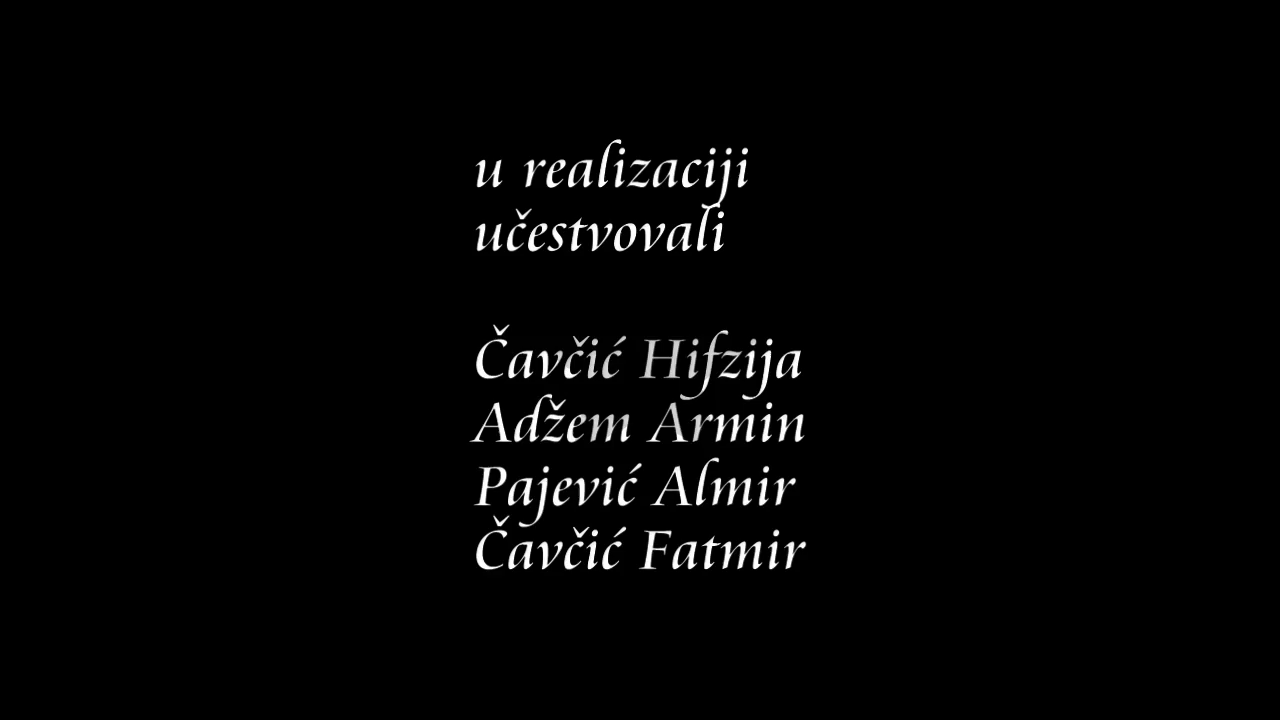 u realizaciji
učestvovali
Čavčić Hifzija
Adžem Armin
Pajević Almir
Čavčić Fatmir